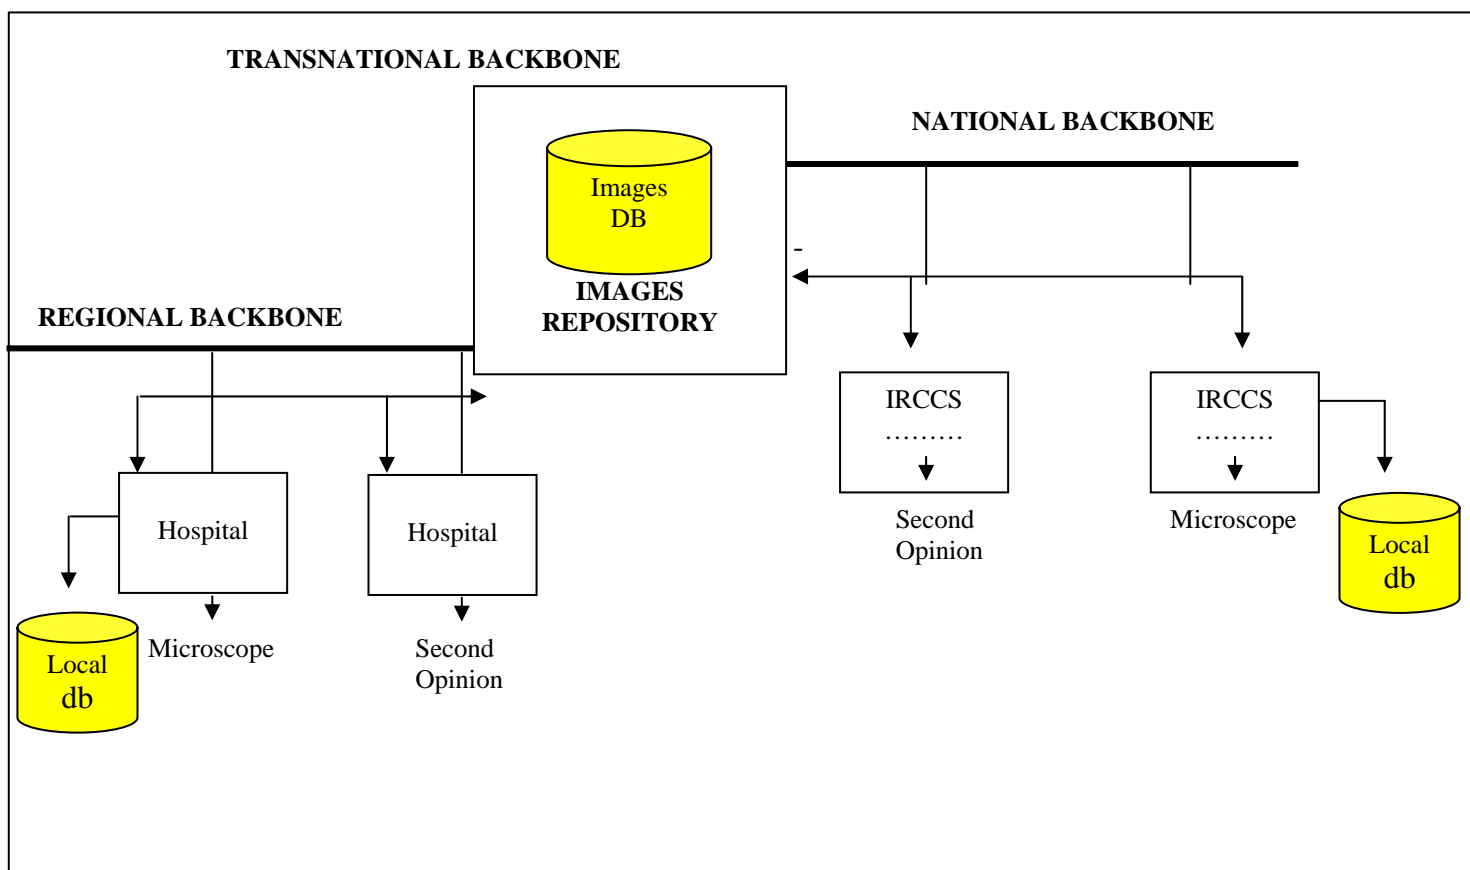 TRANSNATIONAL BACKBONE
NATIONAL BACKBONE
Images
DB
-
IMAGES
REPOSITORY
REGIONAL BACKBONE
IRCCS
………
IRCCS
………
Second
Opinion
Microscope
Local
db
Hospital
Hospital
Microscope
Second
Opinion
Local
db